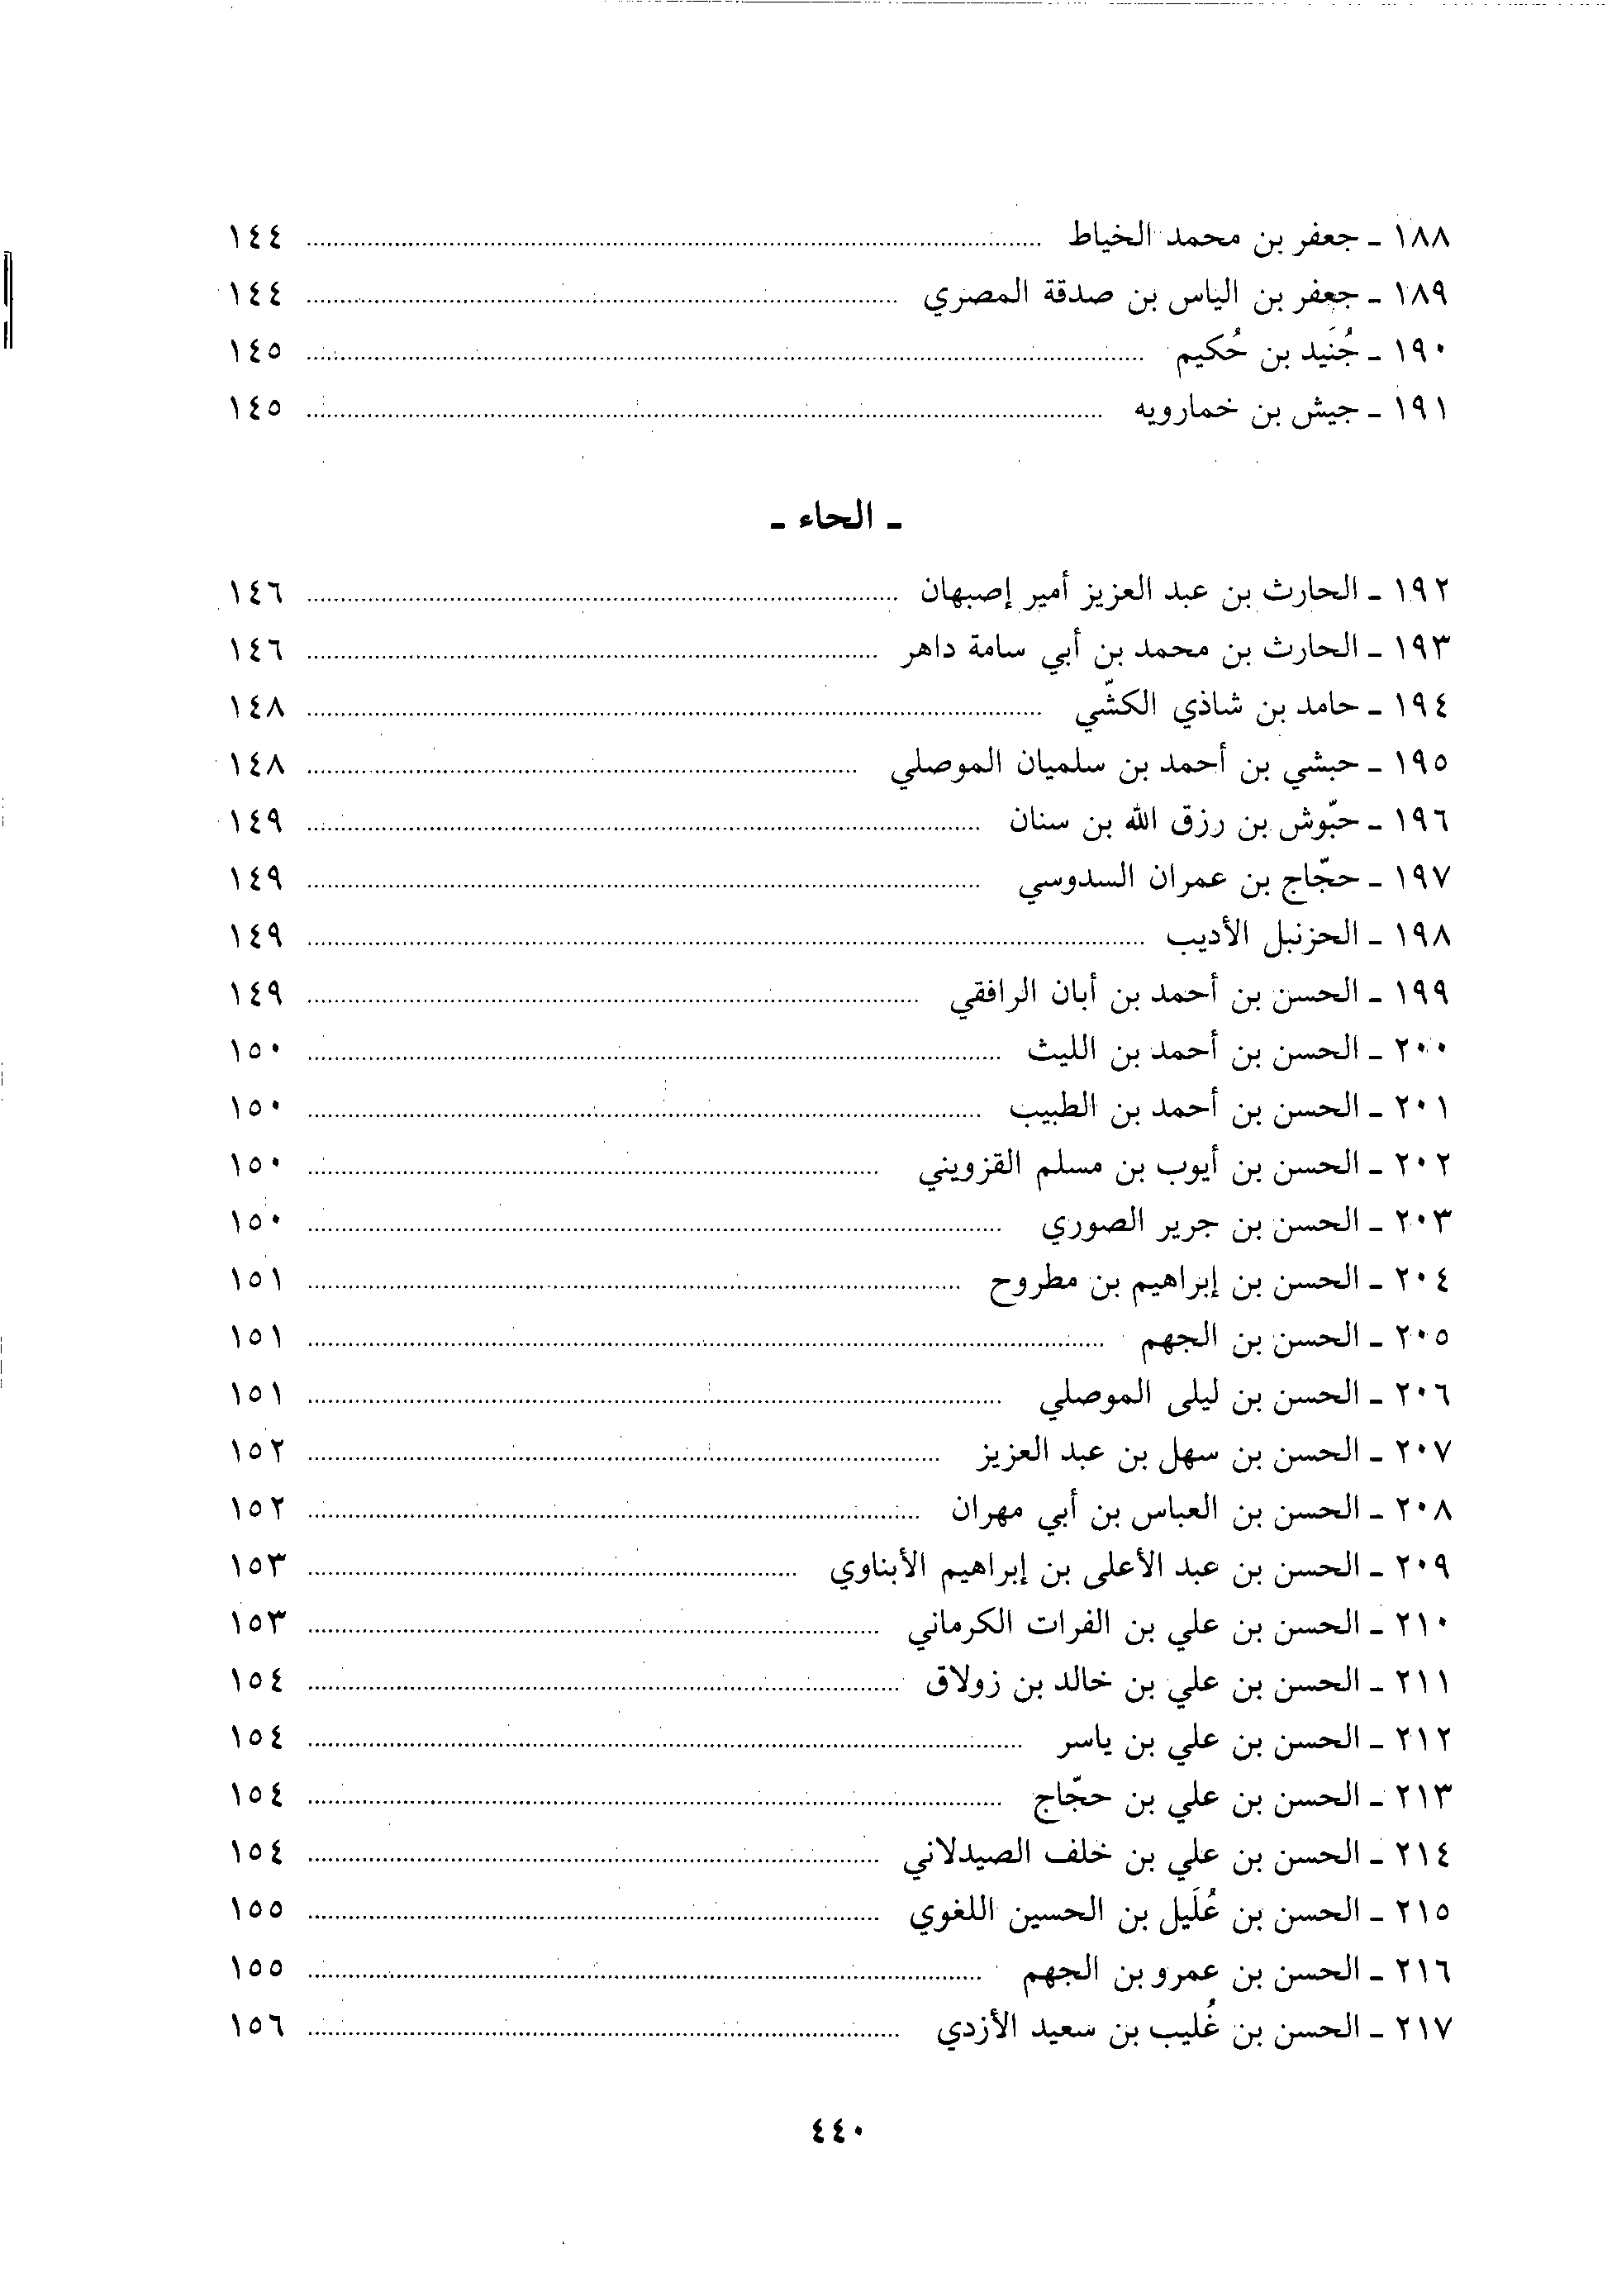 ١٨٨ - جعفر بن محمد الخياط ........ ١٤٤
١٨٩ - جعفر بن الياس بن صدقة المصري ........ ١٤٤
١٩٠ - جُنَيد بن حُكيم ........ ١٤٥
١٩١ - جيش بن خمارويه ........ ١٤٥
- الحاء -
١٩٢ - الحارث بن عبد العزيز أمير إصبهان ........ ١٤٦
١٩٣ - الحارث بن محمد بن أبي سامة داهر ........ ١٤٦
١٩٤ - حامد بن شاذي الكشّي ........ ١٤٨
١٩٥ - حبشي بن أحمد بن سلميان الموصلي ........ ١٤٨
١٩٦ - حبّوش بن رزق الله بن سنان ........ ١٤٩
١٩٧ - حجّاج بن عمران السدوسي ........ ١٤٩
١٩٨ - الحزنبل الأديب ........ ١٤٩
١٩٩ - الحسن بن أحمد بن أبان الرافقي ........ ١٤٩
٢٠٠ - الحسن بن أحمد بن الليث ........ ١٥٠
٢٠١ - الحسن بن أحمد بن الطبيب ........ ١٥٠
٢٠٢ - الحسن بن أيوب بن مسلم القزويني ........ ١٥٠
٢٠٣ - الحسن بن جرير الصوري ........ ١٥٠
٢٠٤ - الحسن بن إبراهيم بن مطروح ........ ١٥١
٢٠٥ - الحسن بن الجهم ........ ١٥١
٢٠٦ - الحسن بن ليلى الموصلي ........ ١٥١
٢٠٧ - الحسن بن سهل بن عبد العزيز ........ ١٥٢
٢٠٨ - الحسن بن العباس بن أبي مهران ........ ١٥٢
٢٠٩ - الحسن بن عبد الأعلى بن إبراهيم الأبناوي ........ ١٥٣
٢١٠ - الحسن بن علي بن الفرات الكرماني ........ ١٥٣
٢١١ - الحسن بن علي بن خالد بن زولاق ........ ١٥٤
٢١٢ - الحسن بن علي بن ياسر ........ ١٥٤
٢١٣ - الحسن بن علي بن حجّاج ........ ١٥٤
٢١٤ - الحسن بن علي بن خلف الصيدلاني ........ ١٥٤
٢١٥ - الحسن بن عُلَيل بن الحسين اللغوي ........ ١٥٥
٢١٦ - الحسن بن عمرو بن الجهم ........ ١٥٥
٢١٧ - الحسن بن غُليب بن سعيد الأزدي ........ ١٥٦
٤٤٠